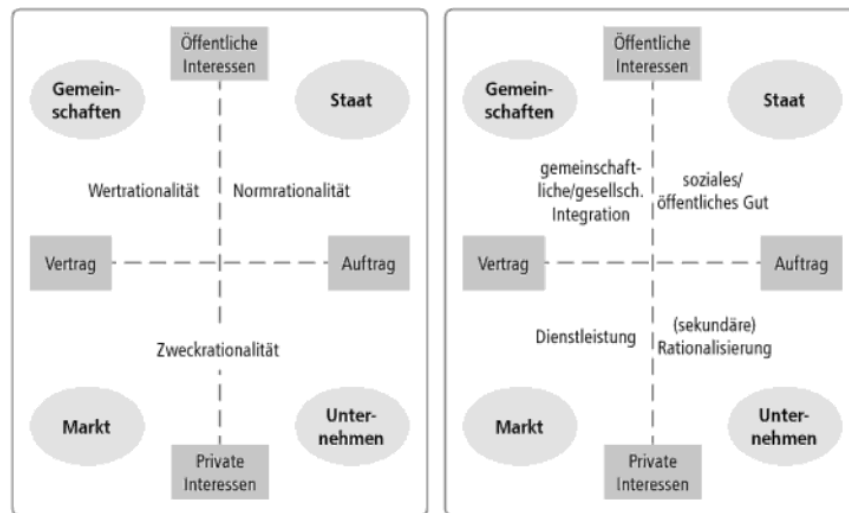 Öffentliche
Interessen
Gemein-
schaften
Staat
Wertrationalität
Normrationalität
Vertrag
Auftrag
Zweckrationalität
Markt
Unter-
nehmen
Private
Interessen
Öffentliche
Interessen
Gemein-
schaften
Staat
gemeinschaft-
liche/gesellsch.
Integration
soziales/
öffentliches Gut
Vertrag
Auftrag
Dienstleistung
(sekundäre)
Rationalisierung
Markt
Unter-
nehmen
Private
Interessen